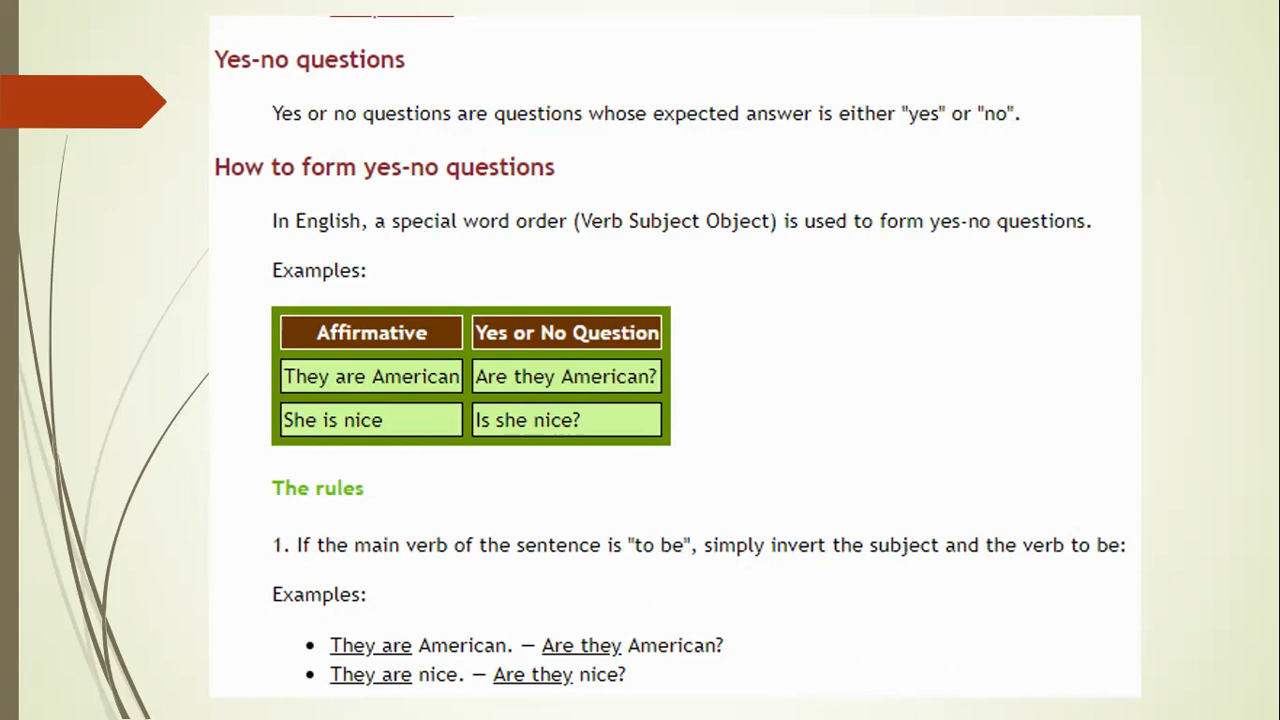 Yes-no questions
Yes or no questions are questions whose expected answer is either "yes" or "no".
How to form yes-no questions
In English, a special word order (Verb Subject Object) is used to form yes-no questions.
Examples:
Affirmative Yes or No Question
They are American Are they American?
She is nice Is she nice?
The rules
1. If the main verb of the sentence is "to be", simply invert the subject and the verb to be:
Examples:
• They are American. — Are they American?
• They are nice. — Are they nice?